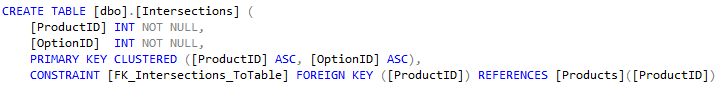 CREATE TABLE [dbo].[Intersections] (
    [ProductID] INT NOT NULL,
    [OptionID]  INT NOT NULL,
    PRIMARY KEY CLUSTERED ([ProductID] ASC, [OptionID] ASC),
    CONSTRAINT [FK_Intersections_ToTable] FOREIGN KEY ([ProductID]) REFERENCES [Products]([ProductID])